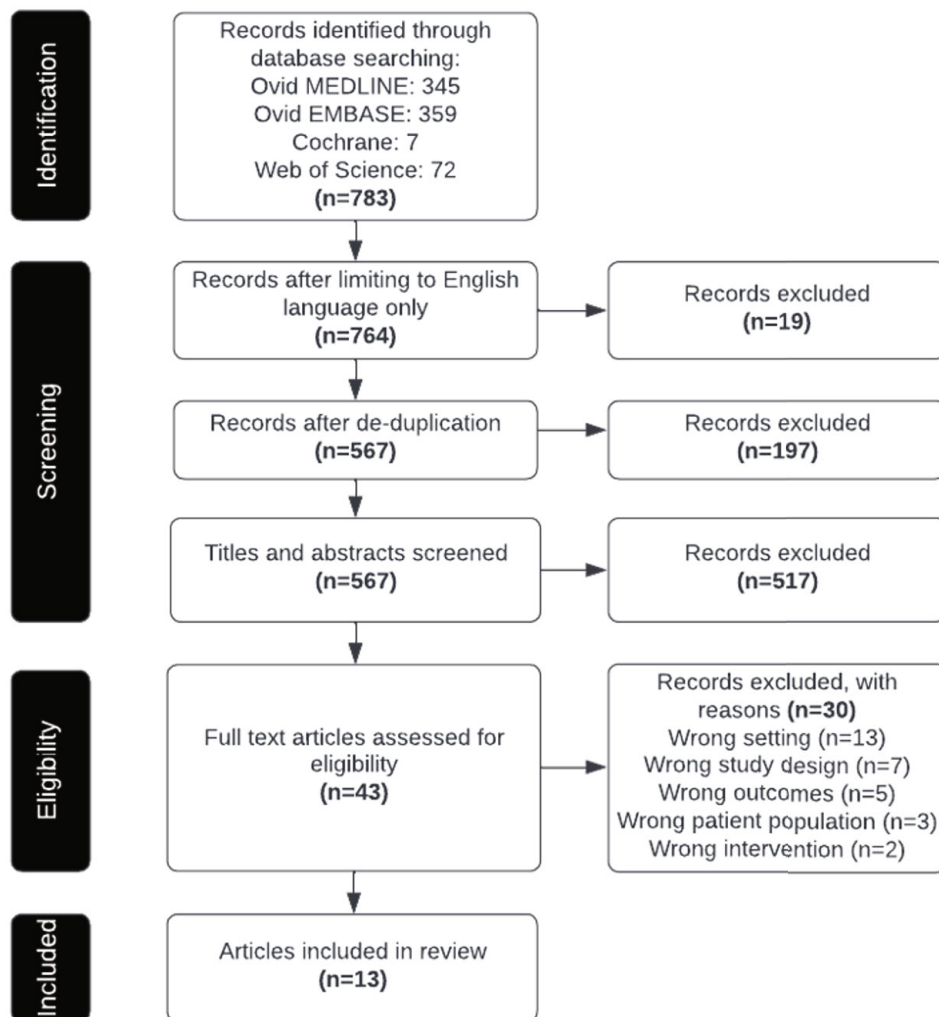 Identification
Records identified through
database searching:
Ovid MEDLINE: 345
Ovid EMBASE: 359
Cochrane: 7
Web of Science: 72
(n=783)
Screening
Records after limiting to English
language only
(n=764)
Records excluded
(n=19)
Records after de-duplication
(n=567)
Records excluded
(n=197)
Titles and abstracts screened
(n=567)
Records excluded
(n=517)
Eligibility
Full text articles assessed for
eligibility
(n=43)
Records excluded, with
reasons (n=30)
Wrong setting (n=13)
Wrong study design (n=7)
Wrong outcomes (n=5)
Wrong patient population (n=3)
Wrong intervention (n=2)
Included
Articles included in review
(n=13)